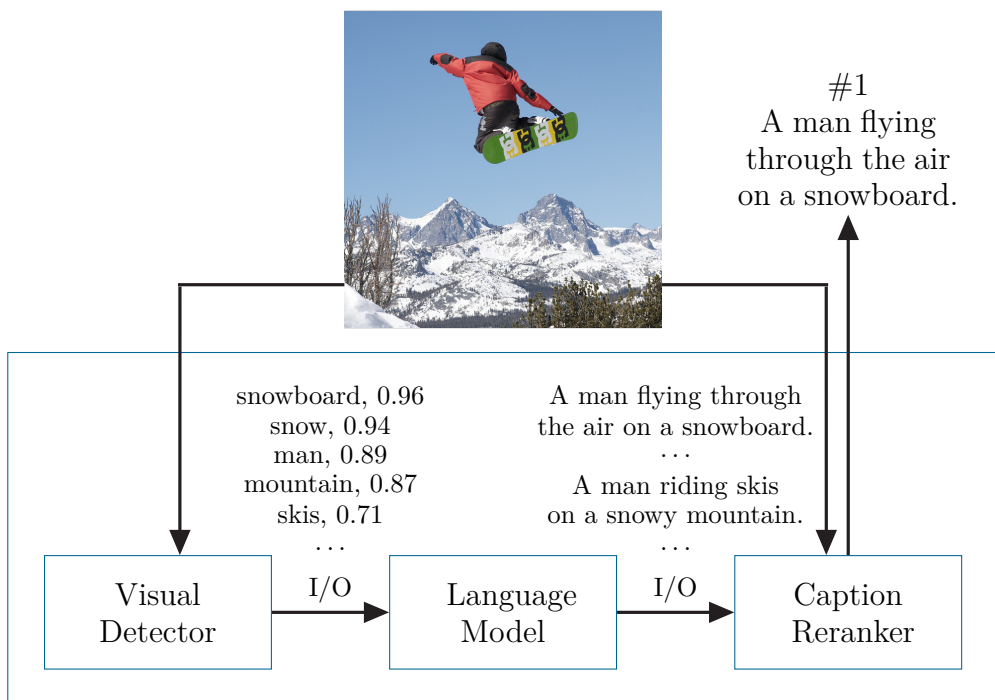 #1
A man flying
through the air
on a snowboard.
snowboard, 0.96
snow, 0.94
man, 0.89
mountain, 0.87
skis, 0.71
...
A man flying through
the air on a snowboard.
...
A man riding skis
on a snowy mountain.
...
Visual
Detector
I/O
Language
Model
I/O
Caption
Reranker